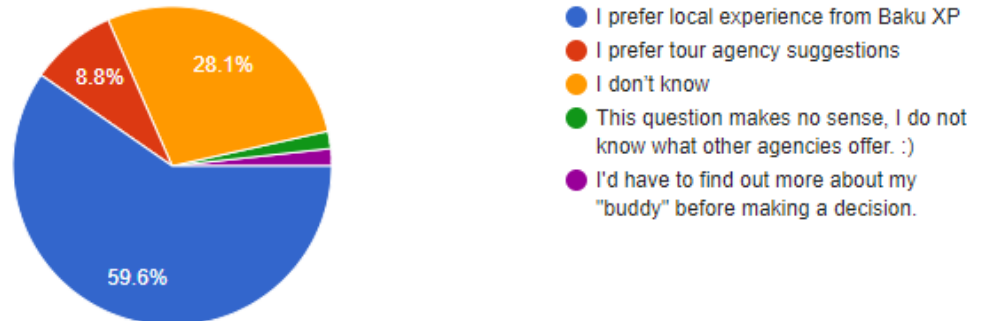 I prefer local experience from Baku XP
I prefer tour agency suggestions
I don't know
This question makes no sense, I do not
know what other agencies offer. :)
I'd have to find out more about my
"buddy" before making a decision.
28.1%
8.8%
59.6%